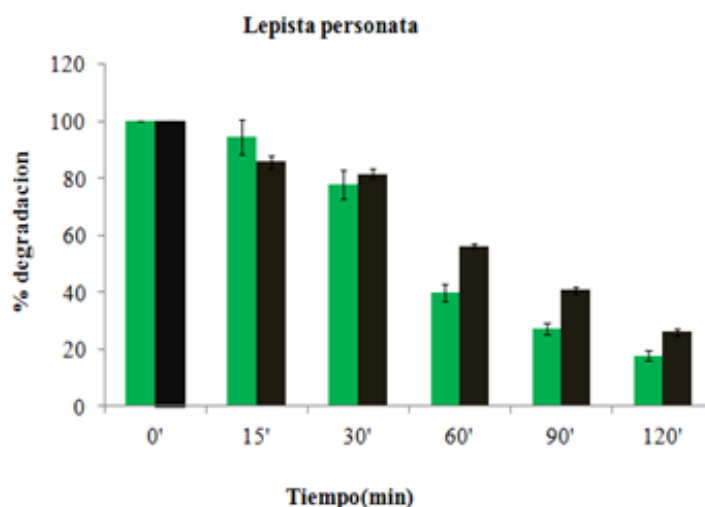 Lepista personata
120
100
80
60
40
20
0
% degradacion
0' 15' 30' 60' 90' 120'
Tiempo(min)